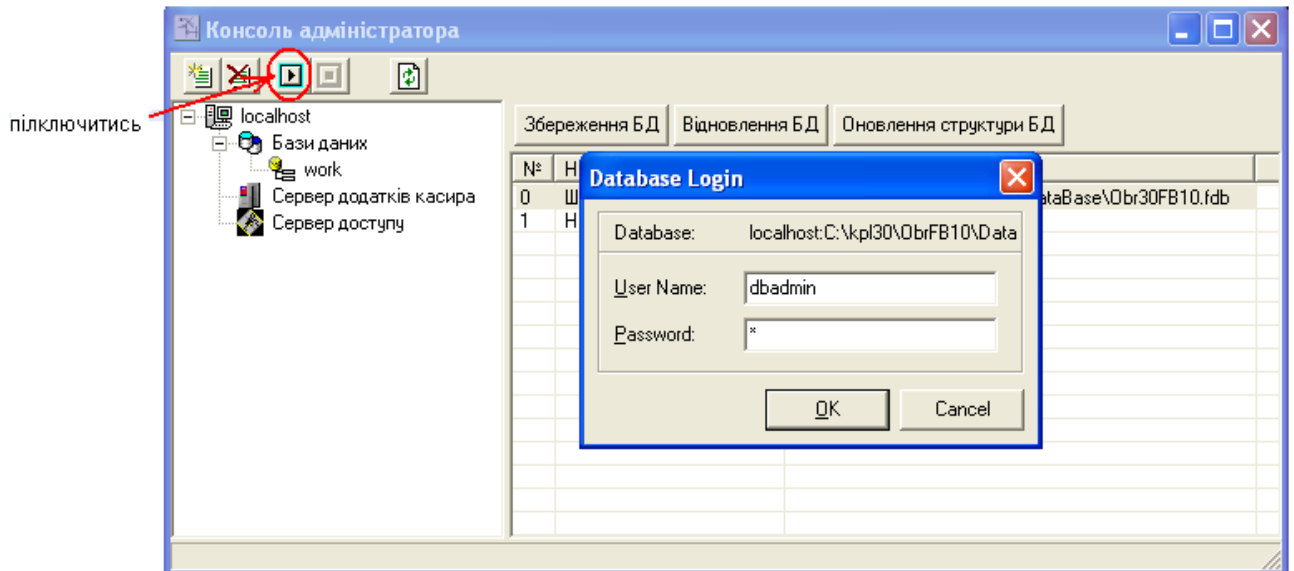 Консоль адміністратора
пілключитись
localhost
Бази даних
work
Сервер додатків касира
Сервер доступу
Збереження БД
Відновлення БД
Оновлення структури БД
№ Н
0 Ш ataBase\Obr30FB10.fdb
1 Н
Database Login
Database: localhost:C:\kpl30\ObrFB10\Data
User Name: dbadmin
Password: *
OK Cancel